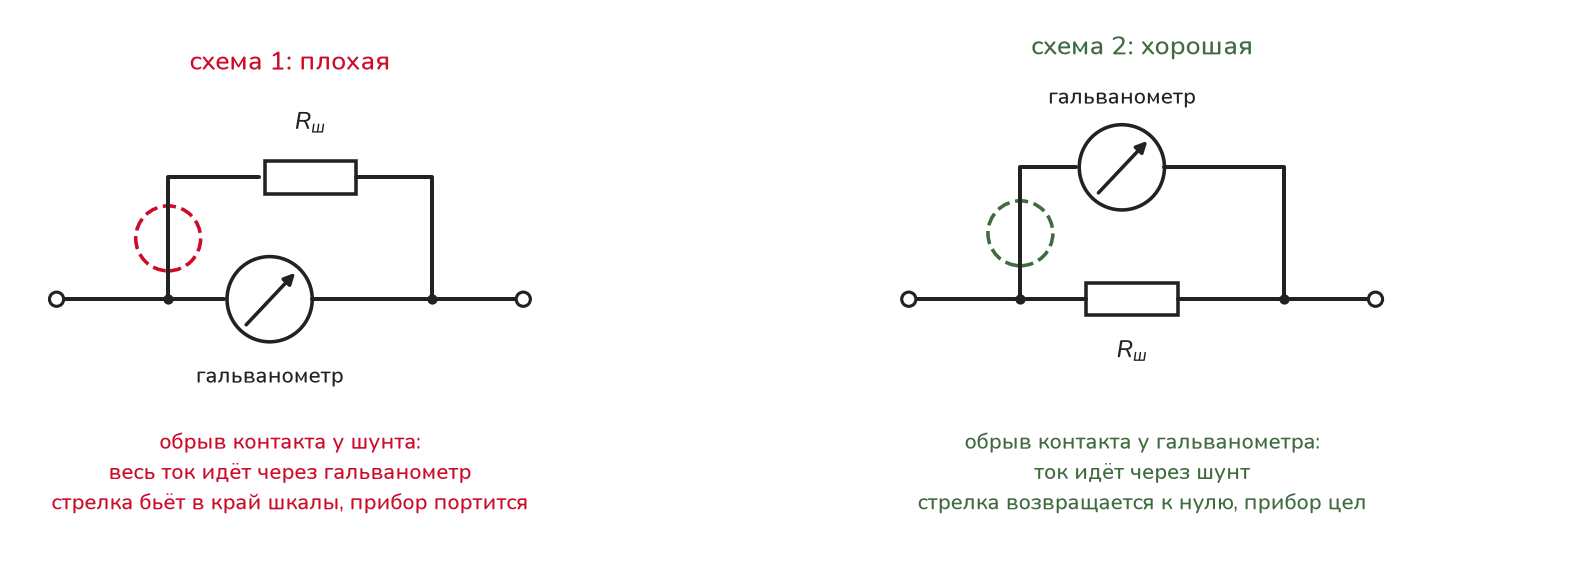 схема 1: плохая
Rш
гальванометр
обрыв контакта у шунта:
весь ток идёт через гальванометр
стрелка бьёт в край шкалы, прибор портится
схема 2: хорошая
гальванометр
Rш
обрыв контакта у гальванометра:
ток идёт через шунт
стрелка возвращается к нулю, прибор цел